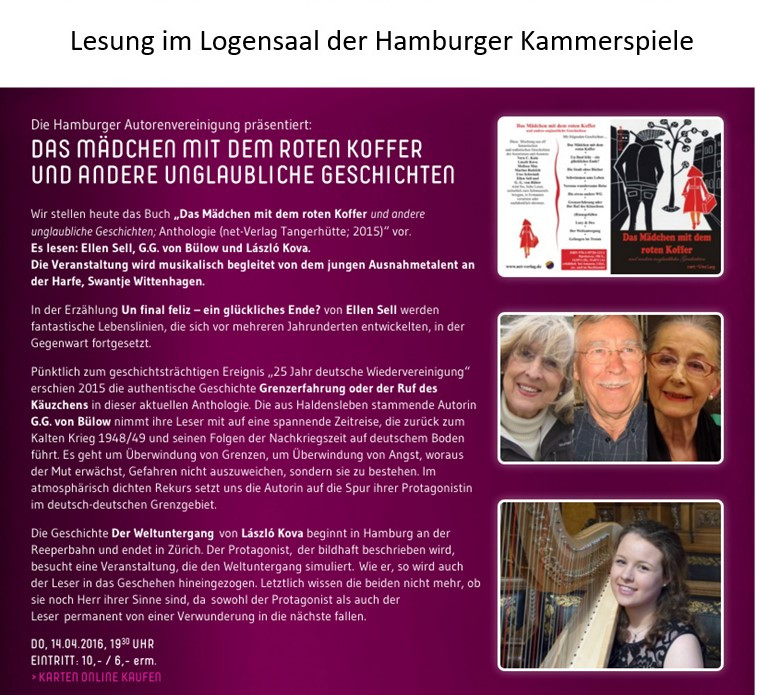 Lesung im Logensaal der Hamburger Kammerspiele
Die Hamburger Autorenvereinigung präsentiert:
DAS MÄDCHEN MIT DEM ROTEN KOFFER
UND ANDERE UNGLAUBLICHE GESCHICHTEN
Wir stellen heute das Buch „Das Mädchen mit dem roten Koffer und andere
unglaubliche Geschichten; Anthologie (net-Verlag Tangerhütte; 2015)“ vor.
Es lesen: Ellen Sell, G.G. von Bülow und László Kova.
Die Veranstaltung wird musikalisch begleitet von dem jungen Ausnahmetalent an
der Harfe, Swantje Wittenhagen.
In der Erzählung Un final feliz – ein glückliches Ende? von Ellen Sell werden
fantastische Lebenslinien, die sich vor mehreren Jahrunderten entwickelten, in der
Gegenwart fortgesetzt.
Pünktlich zum geschichtsträchtigen Ereignis „25 Jahr deutsche Wiedervereinigung“
erschien 2015 die authentische Geschichte Grenzerfahrung oder der Ruf des
Käuzchens in dieser aktuellen Anthologie. Die aus Haldensleben stammende Autorin
G.G. von Bülow nimmt ihre Leser mit auf eine spannende Zeitreise, die zurück zum
Kalten Krieg 1948/49 und seinen Folgen der Nachkriegszeit auf deutschem Boden
führt. Es geht um Überwindung von Grenzen, um Überwindung von Angst, woraus
der Mut erwächst, Gefahren nicht auszuweichen, sondern sie zu bestehen. Im
atmosphärisch dichten Rekurs setzt uns die Autorin auf die Spur ihrer Protagonistin
im deutsch-deutschen Grenzgebiet.
Die Geschichte Der Weltuntergang von László Kova beginnt in Hamburg an der
Reeperbahn und endet in Zürich. Der Protagonist, der bildhaft beschrieben wird,
besucht eine Veranstaltung, die den Weltuntergang simuliert. Wie er, so wird auch
der Leser in das Geschehen hineingezogen. Letztlich wissen die beiden nicht mehr, ob
sie noch Herr ihrer Sinne sind, da sowohl der Protagonist als auch der
Leser permanent von einer Verwunderung in die nächste fallen.
DO, 14.04.2016, 19³⁰ UHR
EINTRITT: 10,- / 6,- erm.
> KARTEN ONLINE KAUFEN
Das Mädchen mit dem roten Koffer
Das Mädchen mit dem
roten Koffer
www.net-verlag.de